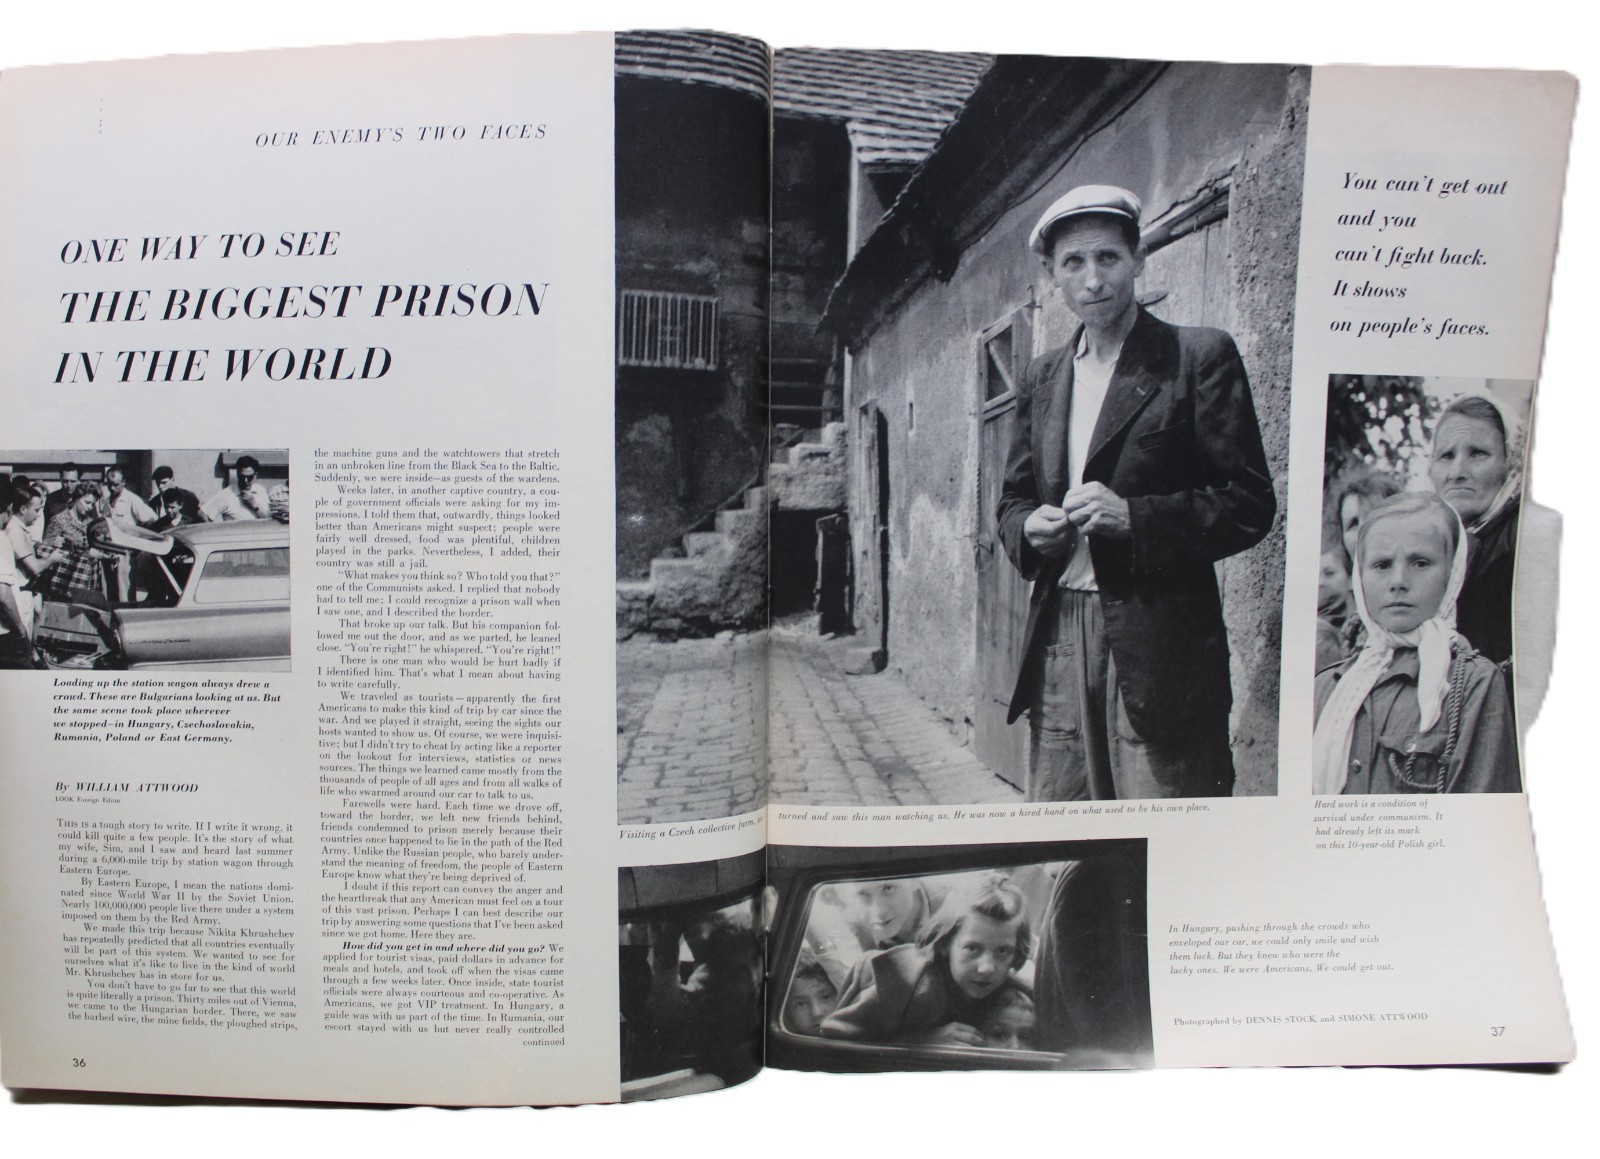 OUR ENEMY'S TWO FACES
ONE WAY TO SEE
THE BIGGEST PRISON
IN THE WORLD
Loading up the station wagon always drew a
crowd. These are Bulgarians looking at us. But
the same scene took place wherever
we stopped—in Hungary, Czechoslovakia,
Rumania, Poland or East Germany.
By WILLIAM ATTWOOD
LOOK Foreign Editor
THIS is a tough story to write. If I write it wrong, it
could kill quite a few people. It's the story of what
my wife, Sim, and I saw and heard last summer
during a 6,000-mile trip by station wagon through
Eastern Europe.
By Eastern Europe, I mean the nations domi-
nated since World War II by the Soviet Union.
Nearly 100,000,000 people live there under a system
imposed on them by the Red Army.
We made this trip because Nikita Khrushchev
has repeatedly predicted that all countries eventually
will be part of this system. We wanted to see for
ourselves what it's like to live in the kind of world
Mr. Khrushchev has in store for us.
You don't have to go far to see that this world
is quite literally a prison. Thirty miles out of Vienna,
we came to the Hungarian border. There, we saw
the barbed wire, the mine fields, the ploughed strips,
36
the machine guns and the watchtowers that stretch
in an unbroken line from the Black Sea to the Baltic.
Suddenly, we were inside—as guests of the wardens.
Weeks later, in another captive country, a cou-
ple of government officials were asking for my im-
pressions. I told them that, outwardly, things looked
better than Americans might suspect; people were
fairly well dressed, food was plentiful, children
played in the parks. Nevertheless, I added, their
country was still a jail.
"What makes you think so? Who told you that?"
one of the Communists asked. I replied that nobody
had to tell me; I could recognize a prison wall when
I saw one, and I described the border.
That broke up our talk. But his companion fol-
lowed me out the door, and as we parted, he leaned
close. "You're right!" he whispered. "You're right!"
There is one man who would be hurt badly if
I identified him. That's what I mean about having
to write carefully.
We traveled as tourists—apparently the first
Americans to make this kind of trip by car since the
war. And we played it straight, seeing the sights our
hosts wanted to show us. Of course, we were inquisi-
tive; but I didn't try to cheat by acting like a reporter
on the lookout for interviews, statistics or news
sources. The things we learned came mostly from the
thousands of people of all ages and from all walks of
life who swarmed around our car to talk to us.
Farewells were hard. Each time we drove off,
toward the border, we left new friends behind,
friends condemned to prison merely because their
countries once happened to lie in the path of the Red
Army. Unlike the Russian people, who barely under-
stand the meaning of freedom, the people of Eastern
Europe know what they're being deprived of.
I doubt if this report can convey the anger and
the heartbreak that any American must feel on a tour
of this vast prison. Perhaps I can best describe our
trip by answering some questions that I've been asked
since we got home. Here they are.
How did you get in and where did you go? We
applied for tourist visas, paid dollars in advance for
meals and hotels, and took off when the visas came
through a few weeks later. Once inside, state tourist
officials were always courteous and co-operative. As
Americans, we got VIP treatment. In Hungary, a
guide was with us part of the time. In Rumania, our
escort stayed with us but never really controlled
continued
Visiting a Czech collective farm,
turned and saw this man watching us. He was now a hired hand on what used to be his own place.
You can't get out
and you
can't fight back.
It shows
on people's faces.
Hard work is a condition of
survival under communism. It
had already left its mark
on this 10-year-old Polish girl.
In Hungary, pushing through the crowds who
enveloped our car, we could only smile and wish
them luck. But they knew who were the
lucky ones. We were Americans. We could get out.
Photographed by DENNIS STOCK and SIMONE ATTWOOD
37